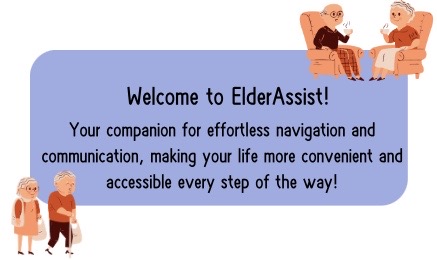 Welcome to ElderAssist!
Your companion for effortless navigation and
communication, making your life more convenient and
accessible every step of the way!